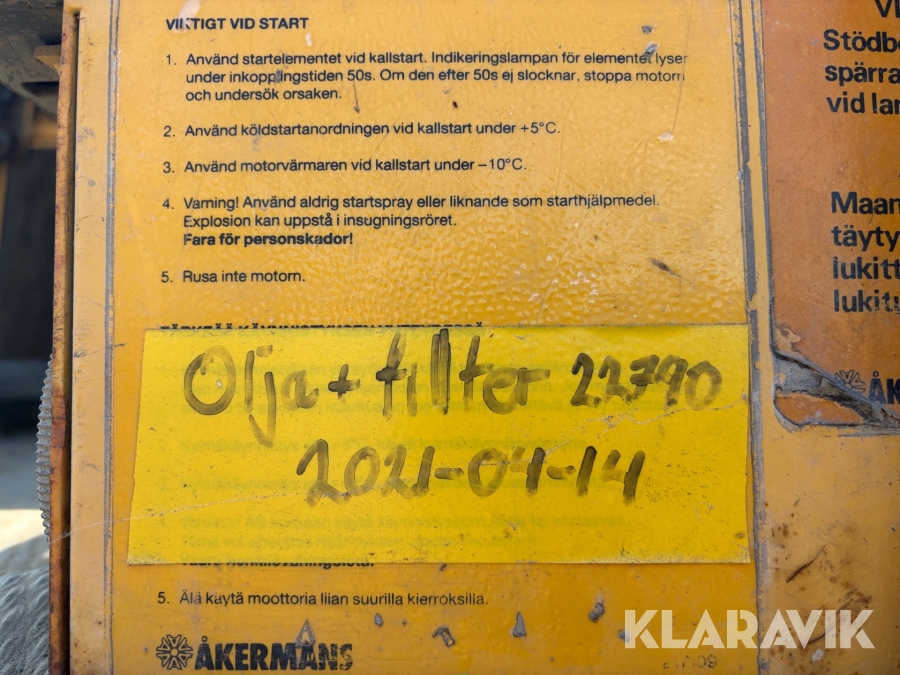 VIKTIGT VID START
1. Använd startelementet vid kallstart. Indikeringslampan för elementet lyser
under inkopplingstiden 50s. Om den efter 50s ej slocknar, stoppa motorn
och undersök orsaken.
2. Använd köldstartanordningen vid kallstart under +5°C.
3. Använd motorvärmaren vid kallstart under −10°C.
4. Varning! Använd aldrig startspray eller liknande som starthjälpmedel.
Explosion kan uppstå i insugningsröret.
Fara för personskador!
5. Rusa inte motorn.
Olja + fillter 22790
2021-04-14
5. Älä käytä moottoria liian suurilla kierroksilla.
ÅKERMANS
Stödb
spärra
vid lan
Maan
täyty
lukitt
lukitu
ÅK
KLARAVIK